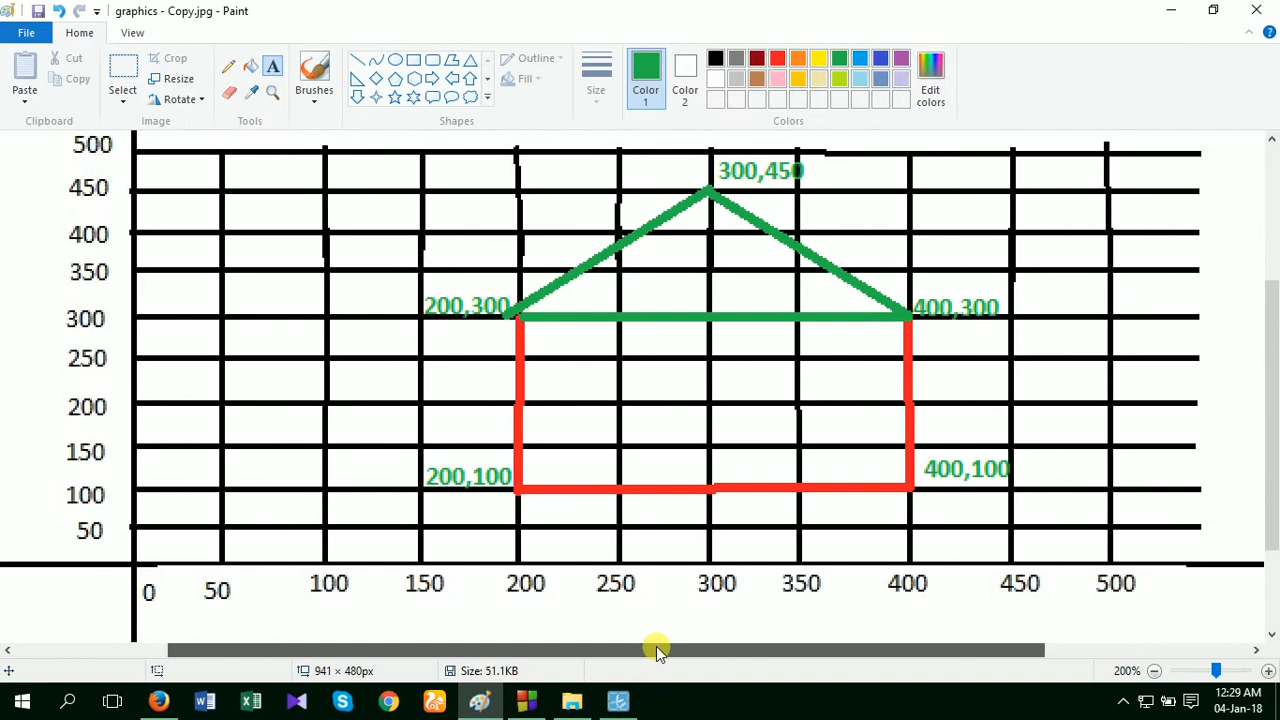 graphics - Copy.jpg - Paint
File Home View
Paste
Cut
Copy
Clipboard
Select
Crop
Resize
Rotate
Image
A
Tools
Brushes
Outline
Fill
Shapes
Size
Color 1
Color 2
Edit colors
Colors
500
300,450
450
400
350
200,300
400,300
300
250
200
150
200,100
400,100
100
50
0 50 100 150 200 250 300 350 400 450 500
941 × 480px
Size: 51.1KB
200%
12:29 AM
04-Jan-18